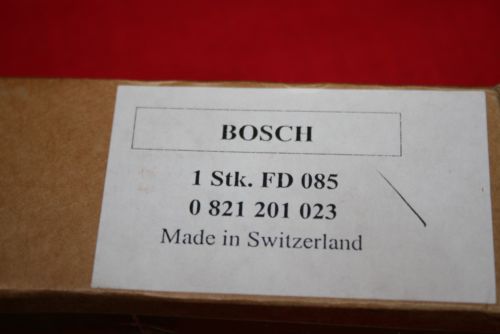 BOSCH
1 Stk. FD 085
0 821 201 023
Made in Switzerland